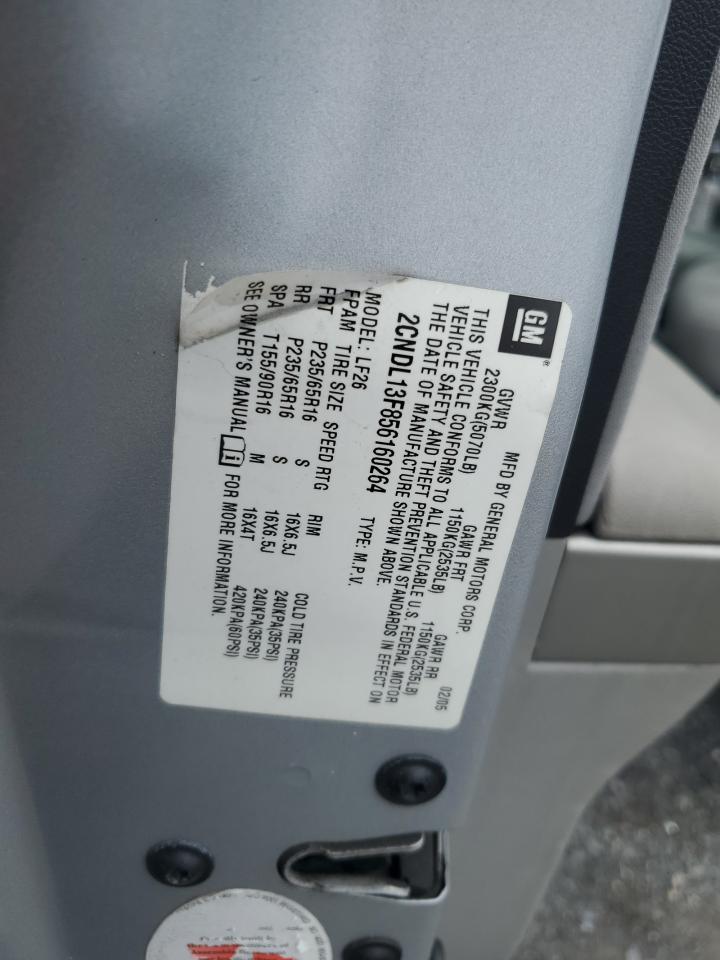 GM®
MFD BY GENERAL MOTORS CORP. 02/05
GVWR GAWR FRT GAWR RR
2300KG(5070LB) 1150KG(2535LB) 1150KG(2535LB)
THIS VEHICLE CONFORMS TO ALL APPLICABLE U.S. FEDERAL MOTOR
VEHICLE SAFETY AND THEFT PREVENTION STANDARDS IN EFFECT ON
THE DATE OF MANUFACTURE SHOWN ABOVE.
2CNDL13F856160264 TYPE: M.P.V.
MODEL: LF26
FPAM TIRE SIZE SPEED RTG RIM COLD TIRE PRESSURE
FRT P235/65R16 S 16X6.5J 240KPA(35PSI)
RR P235/65R16 S 16X6.5J 240KPA(35PSI)
SPA T155/90R16 M 16X4T 420KPA(60PSI)
SEE OWNER'S MANUAL FOR MORE INFORMATION.